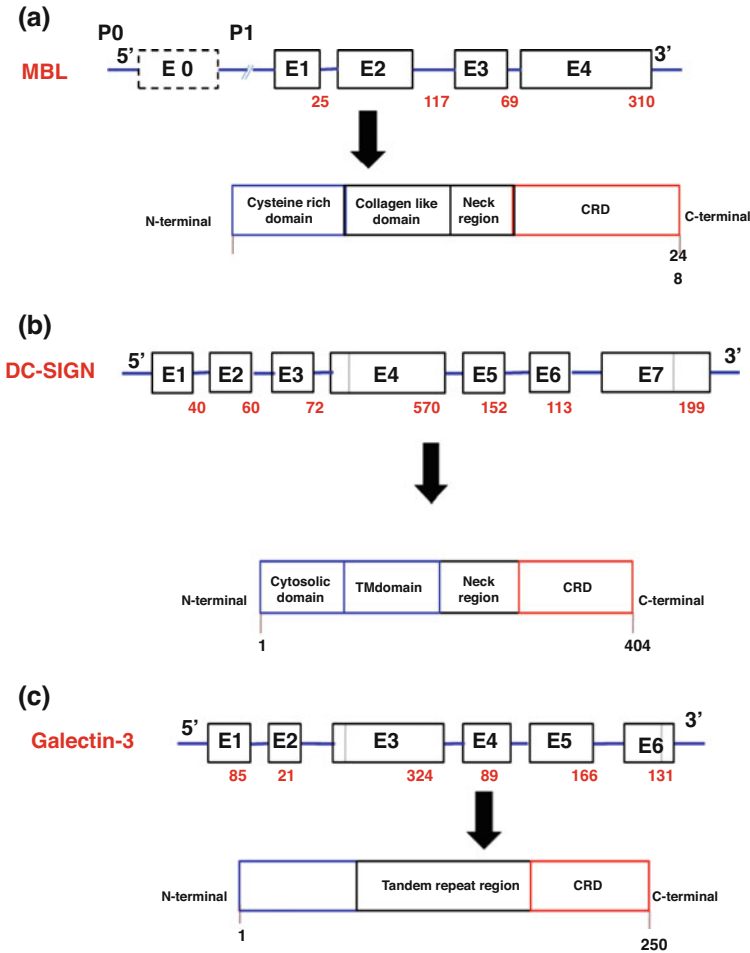 (a)
P0 P1
5' 3'
MBL E 0 E1 E2 E3 E4
25 117 69 310
N-terminal Cysteine rich domain Collagen like domain Neck region CRD C-terminal
24
8
(b)
5' 3'
DC-SIGN E1 E2 E3 E4 E5 E6 E7
40 60 72 570 152 113 199
N-terminal Cytosolic domain TMdomain Neck region CRD C-terminal
1 404
(c)
5' 3'
Galectin-3 E1 E2 E3 E4 E5 E6
85 21 324 89 166 131
N-terminal Tandem repeat region CRD C-terminal
1 250